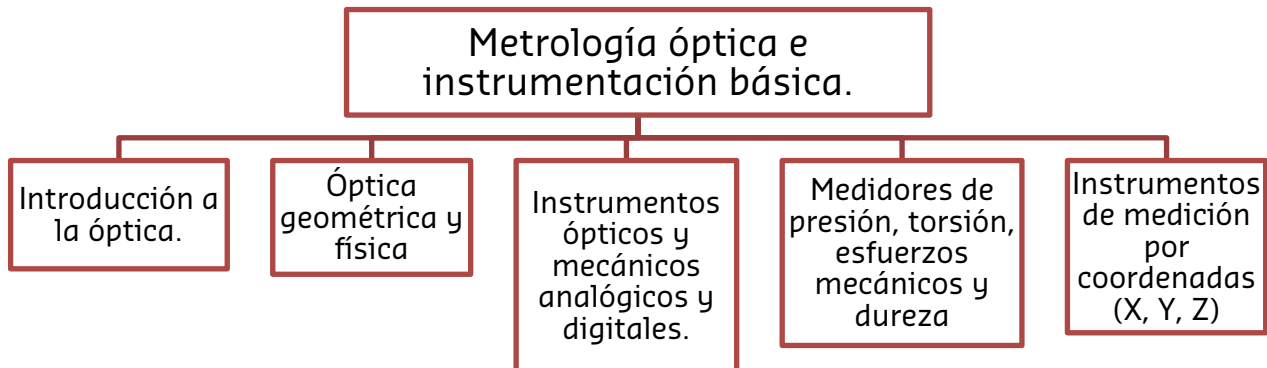 Metrología óptica e
instrumentación básica.
Introducción a
la óptica.
Óptica
geométrica y
física
Instrumentos
ópticos y
mecánicos
analógicos y
digitales.
Medidores de
presión, torsión,
esfuerzos
mecánicos y
dureza
Instrumentos
de medición
por
coordenadas
(X, Y, Z)